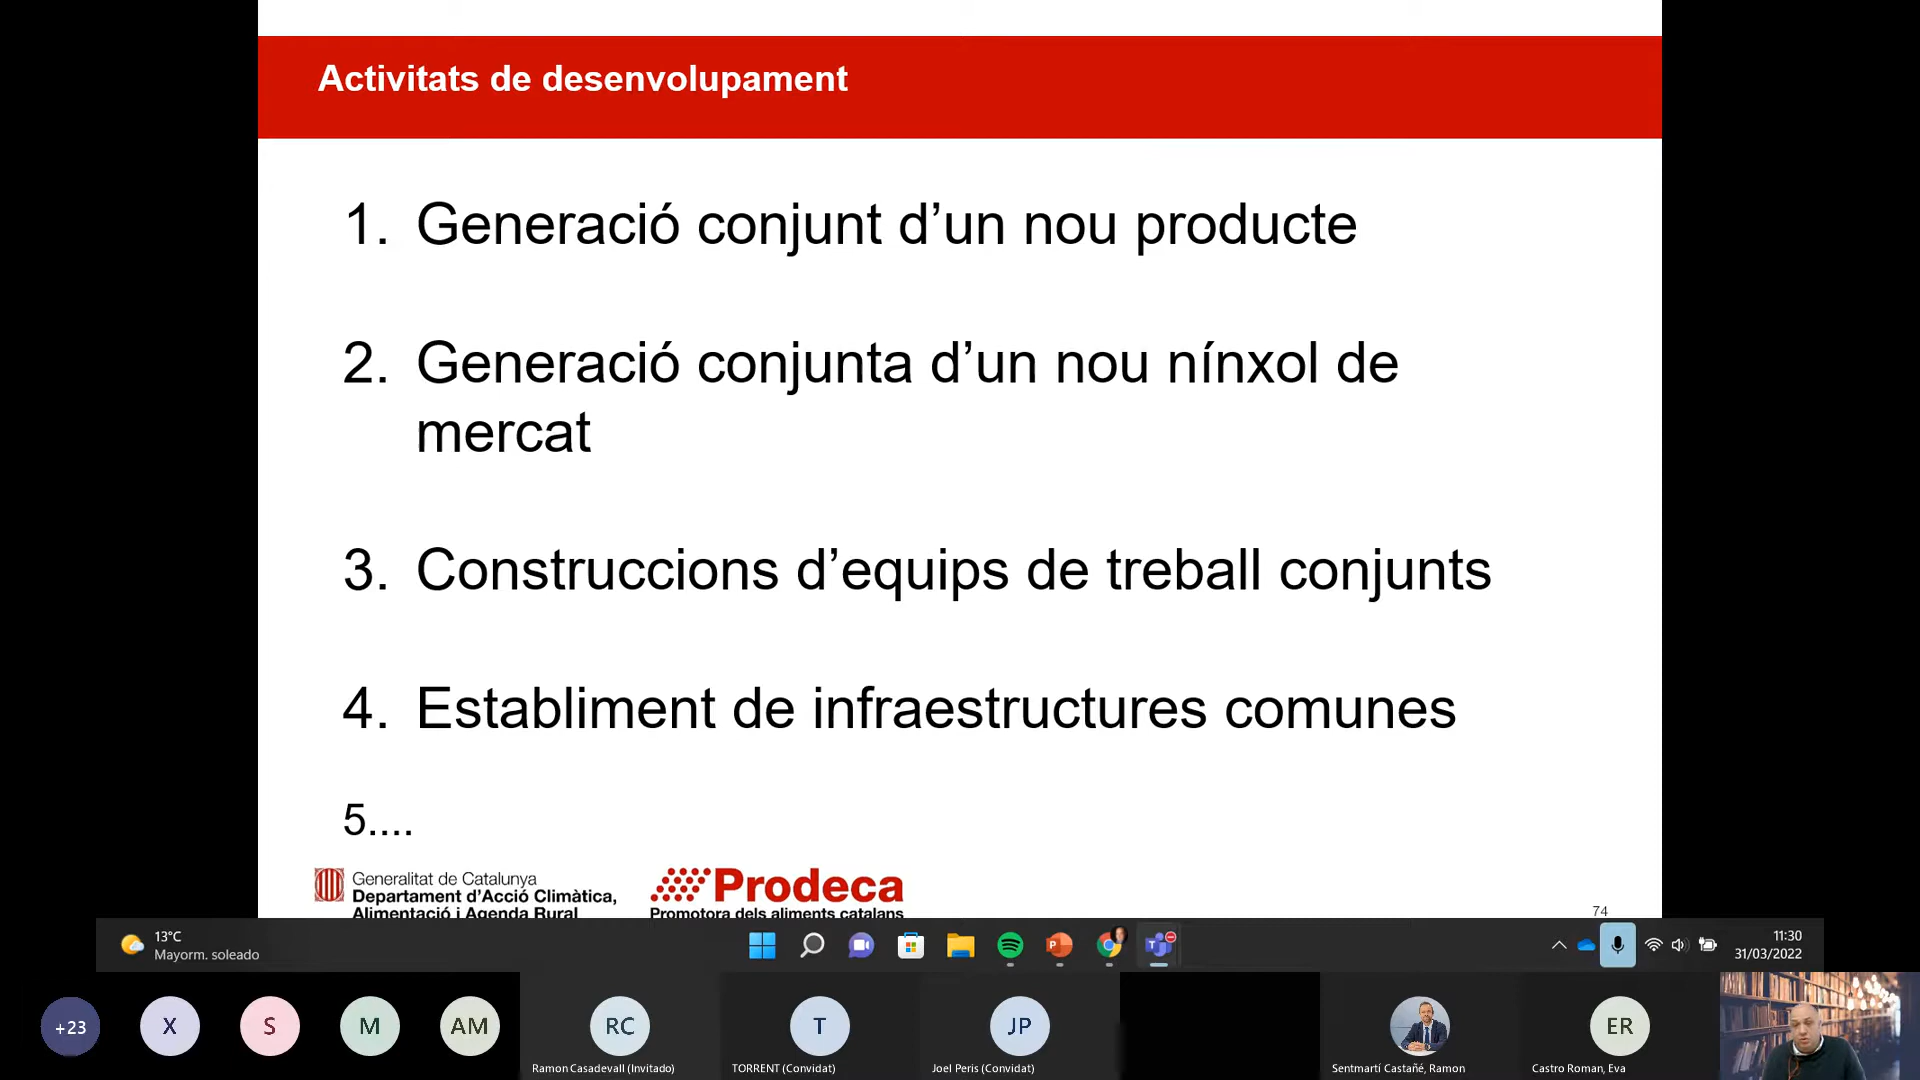 Activitats de desenvolupament
1. Generació conjunt d’un nou producte
2. Generació conjunta d’un nou nínxol de
mercat
3. Construccions d’equips de treball conjunts
4. Establiment de infraestructures comunes
5....
Generalitat de Catalunya
Departament d’Acció Climàtica,
Alimentació i Agenda Rural
Prodeca
Promotora dels aliments catalans
74
13°C
Mayorm. soleado
11:30
31/03/2022
+23
X
S
M
AM
RC
T
JP
ER
Ramon Casadevall (Invitado)
TORRENT (Convidat)
Joel Peris (Convidat)
Sentmartí Castañé, Ramon
Castro Roman, Eva